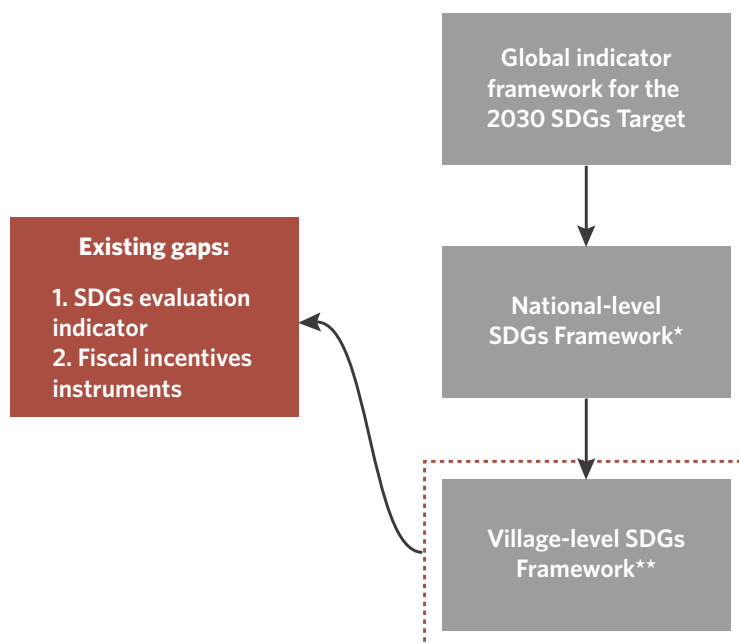 Global indicator
framework for the
2030 SDGs Target
Existing gaps:
1. SDGs evaluation
indicator
2. Fiscal incentives
instruments
National-level
SDGs Framework*
Village-level SDGs
Framework**